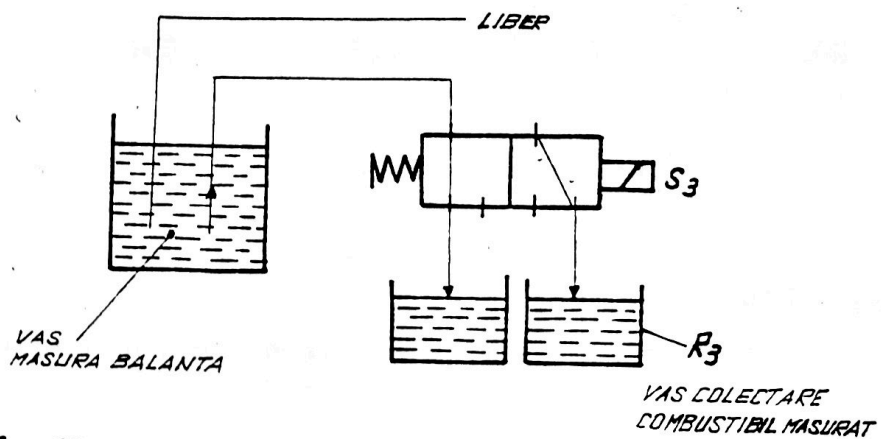 LIBER
S3
VAS
MASURA BALANTA
R3
VAS COLECTARE
COMBUSTIBIL MASURAT